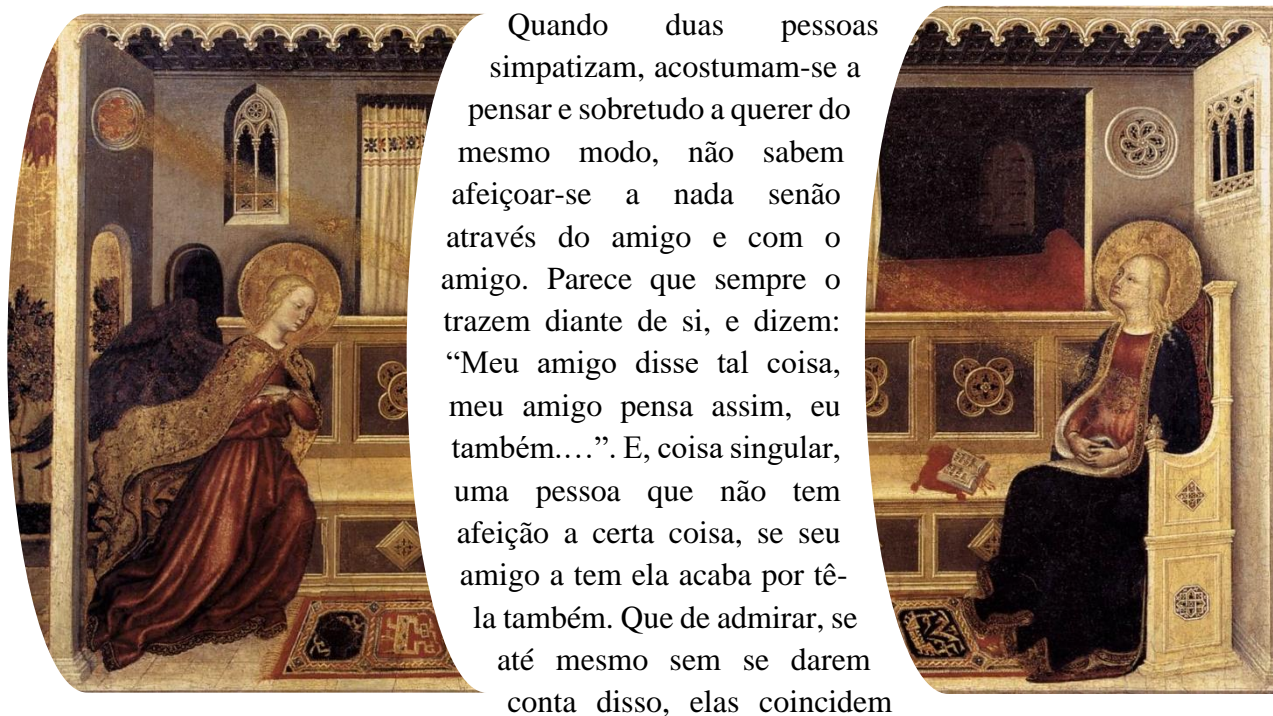 Quando duas pessoas
simpatizam, acostumam-se a
pensar e sobretudo a querer do
mesmo modo, não sabem
afeiçoar-se a nada senão
através do amigo e com o
amigo. Parece que sempre o
trazem diante de si, e dizem:
“Meu amigo disse tal coisa,
meu amigo pensa assim, eu
também.…”. E, coisa singular,
uma pessoa que não tem
afeição a certa coisa, se seu
amigo a tem ela acaba por tê-
la também. Que de admirar, se
até mesmo sem se darem
conta disso, elas coincidem